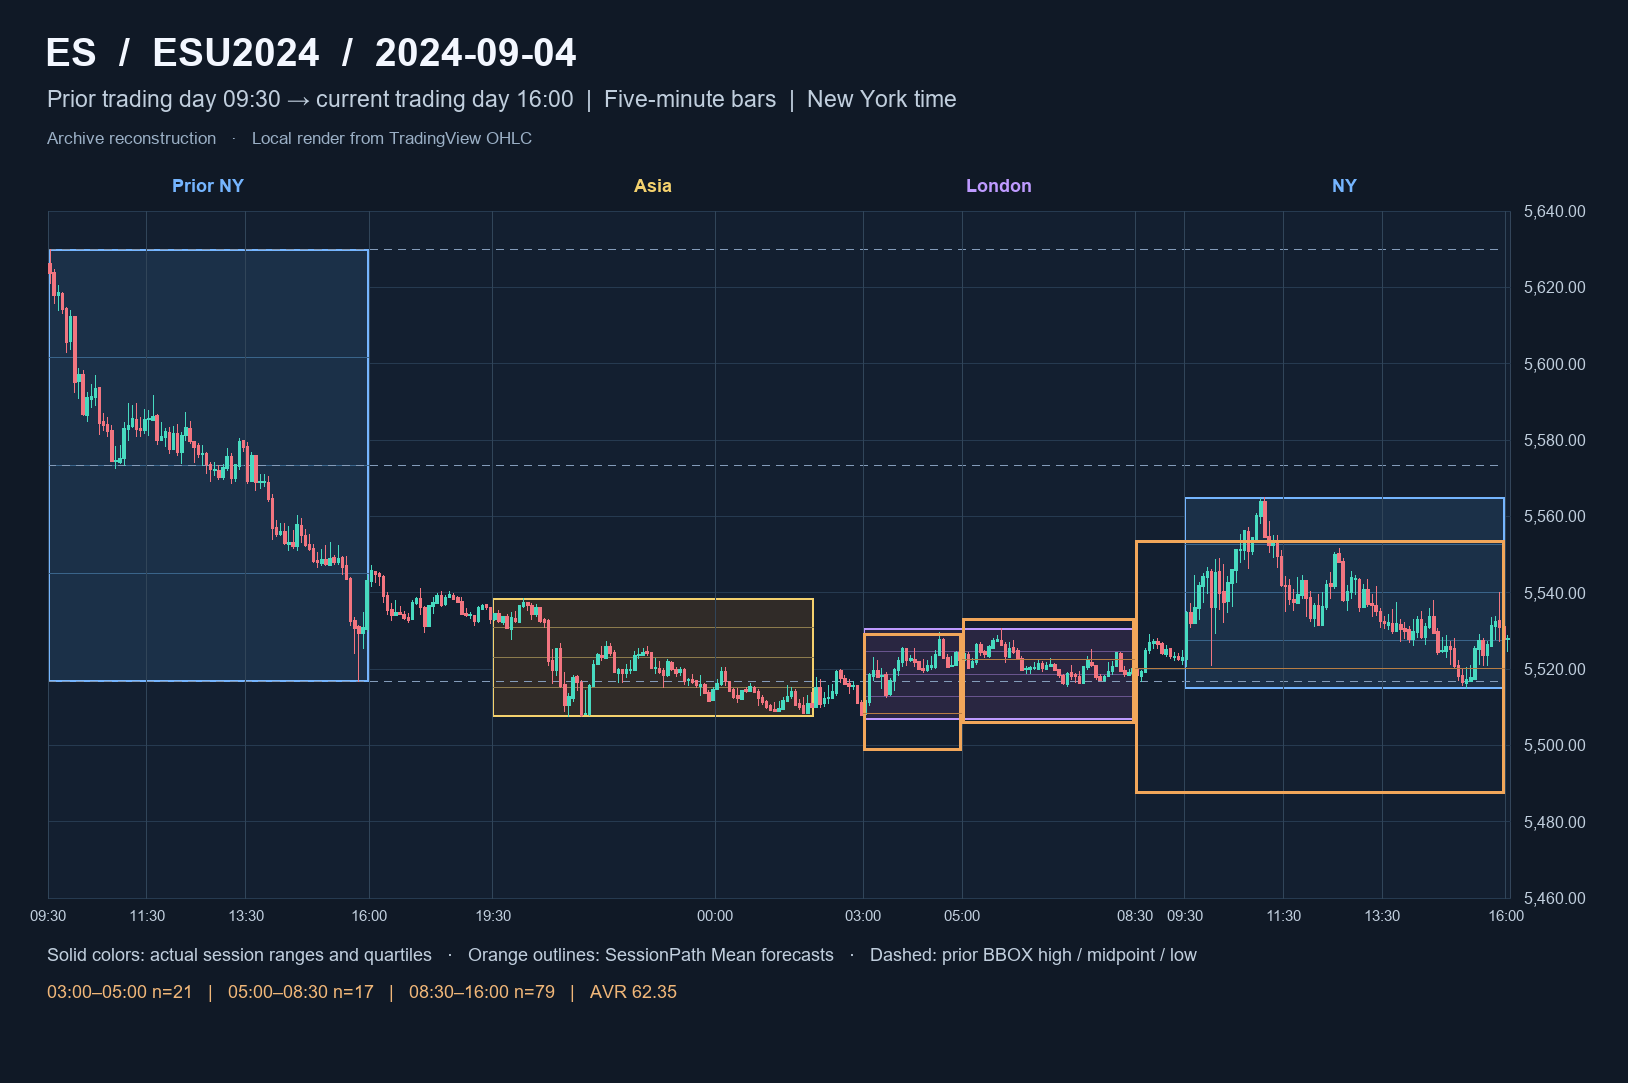 ES / ESU2024 / 2024-09-04
Prior trading day 09:30 → current trading day 16:00 | Five-minute bars | New York time
Archive reconstruction · Local render from TradingView OHLC
Prior NY Asia London NY
5,640.00
5,620.00
5,600.00
5,580.00
5,560.00
5,540.00
5,520.00
5,500.00
5,480.00
5,460.00
09:30 11:30 13:30 16:00 19:30 00:00 03:00 05:00 08:30 09:30 11:30 13:30 16:00
Solid colors: actual session ranges and quartiles · Orange outlines: SessionPath Mean forecasts · Dashed: prior BBOX high / midpoint / low
03:00–05:00 n=21 | 05:00–08:30 n=17 | 08:30–16:00 n=79 | AVR 62.35